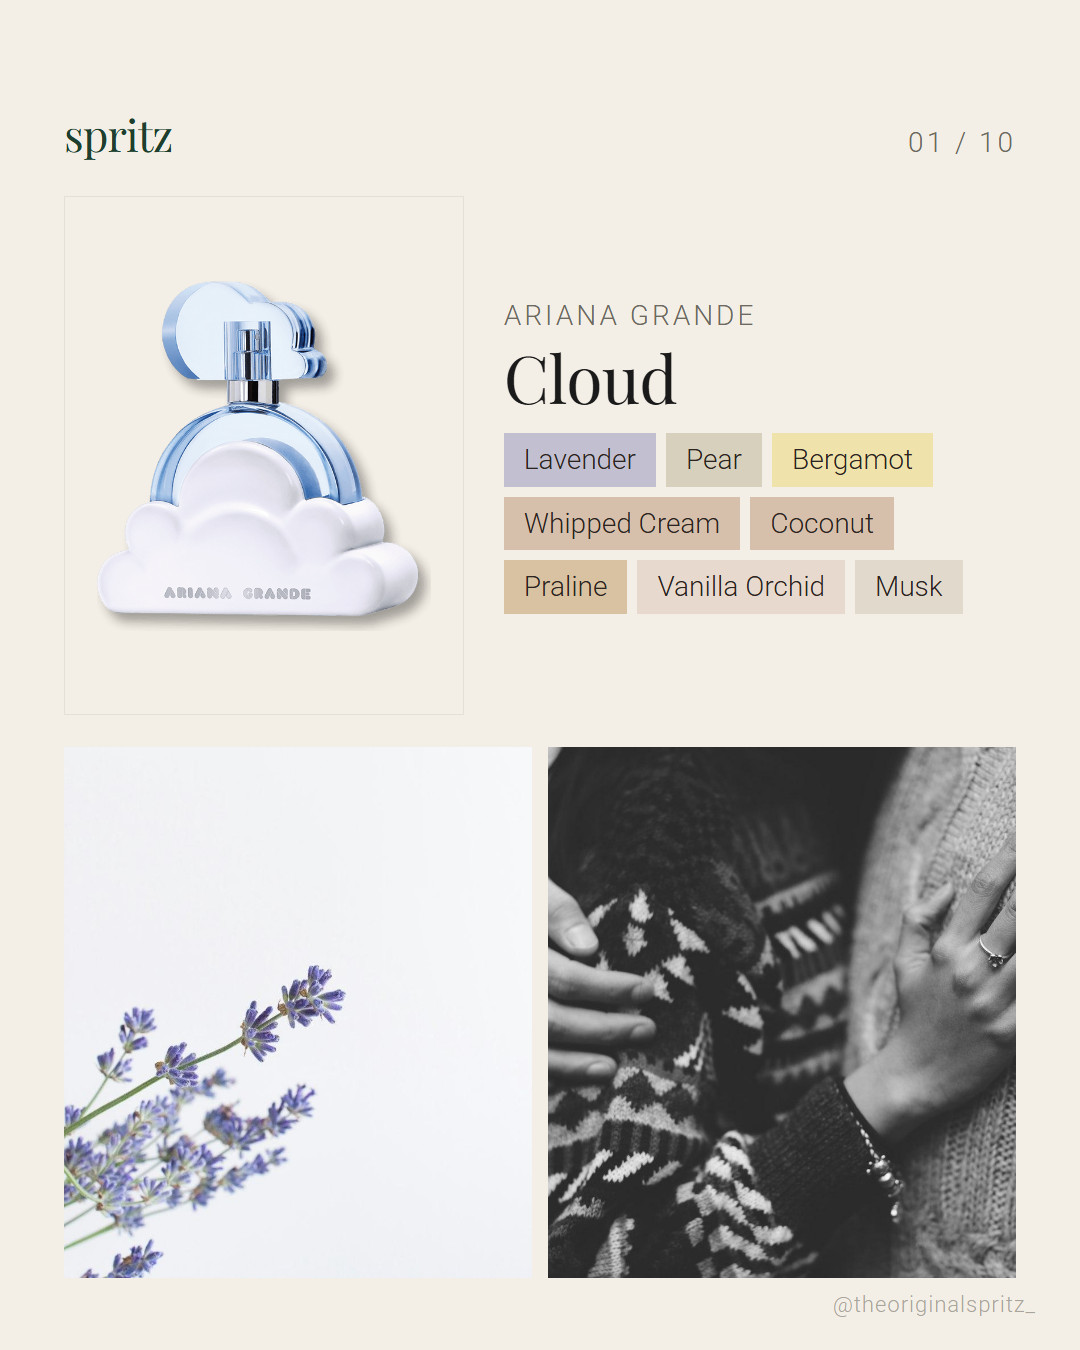 spritz
01 / 10
ARIANA GRANDE
Cloud
Lavender Pear Bergamot
Whipped Cream Coconut
Praline Vanilla Orchid Musk
ARIANA GRANDE
@theoriginalspritz_